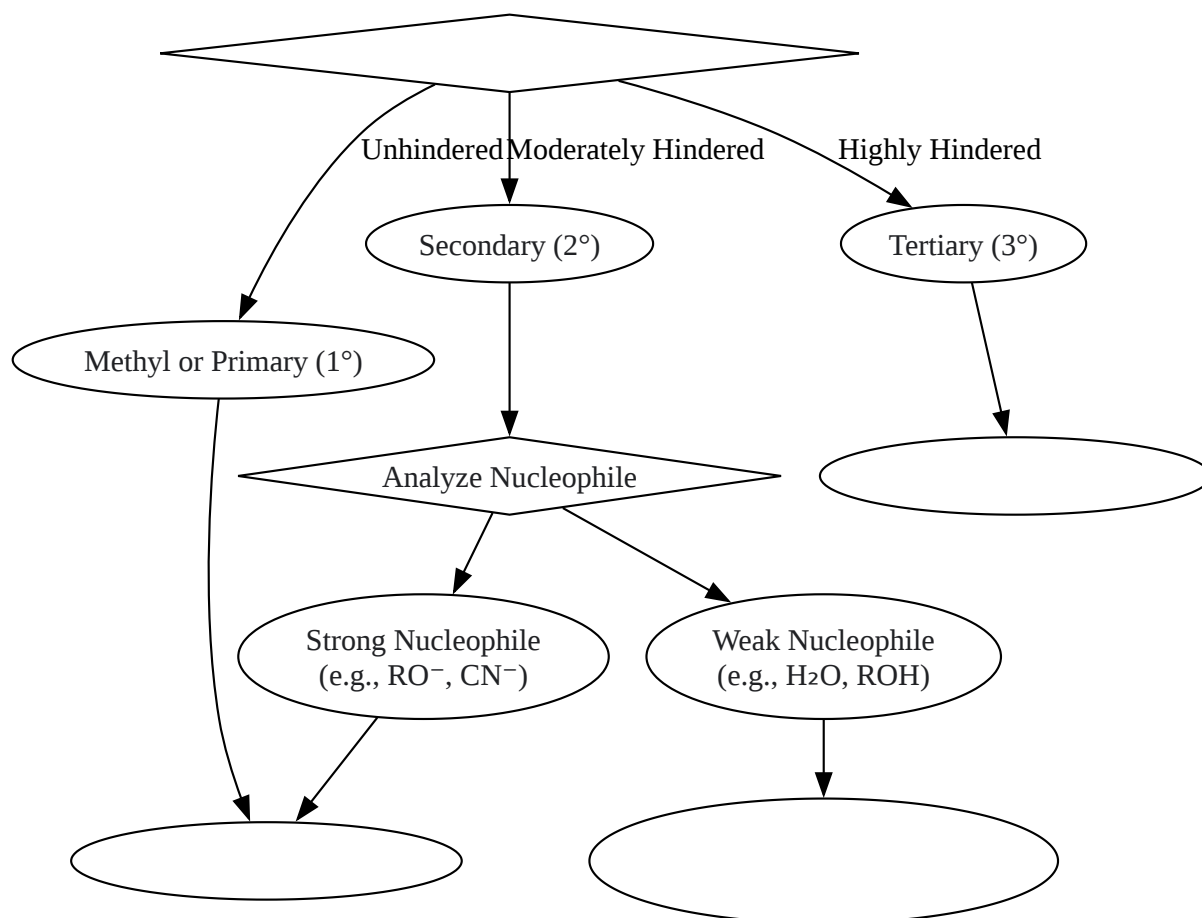 Unhindered
Moderately Hindered
Highly Hindered
Secondary (2°)
Tertiary (3°)
Methyl or Primary (1°)
Analyze Nucleophile
Strong Nucleophile
(e.g., RO⁻, CN⁻)
Weak Nucleophile
(e.g., H₂O, ROH)